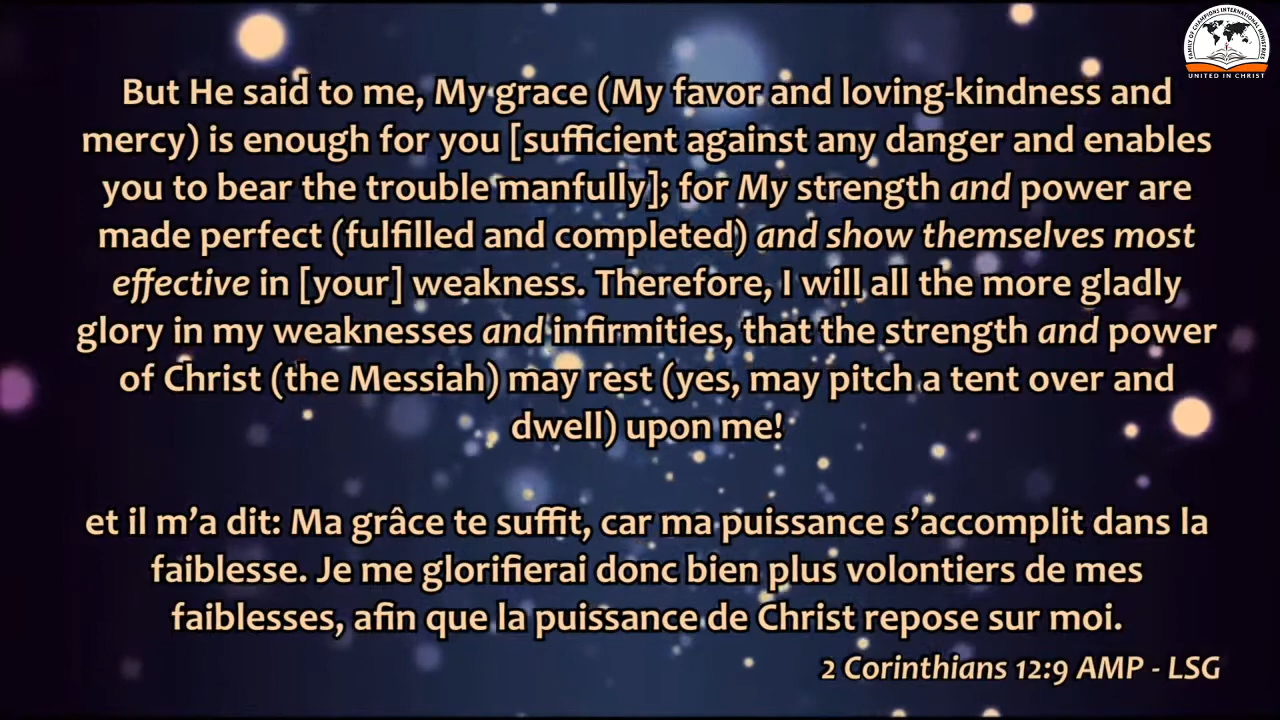 FAMILY OF CHAMPIONS INTERNATIONAL MINISTRIES
UNITED IN CHRIST
But He said to me, My grace (My favor and loving-kindness and
mercy) is enough for you [sufficient against any danger and enables
you to bear the trouble manfully]; for My strength and power are
made perfect (fulfilled and completed) and show themselves most
effective in [your] weakness. Therefore, I will all the more gladly
glory in my weaknesses and infirmities, that the strength and power
of Christ (the Messiah) may rest (yes, may pitch a tent over and
dwell) upon me!
et il m’a dit: Ma grâce te suffit, car ma puissance s’accomplit dans la
faiblesse. Je me glorifierai donc bien plus volontiers de mes
faiblesses, afin que la puissance de Christ repose sur moi.
2 Corinthians 12:9 AMP - LSG